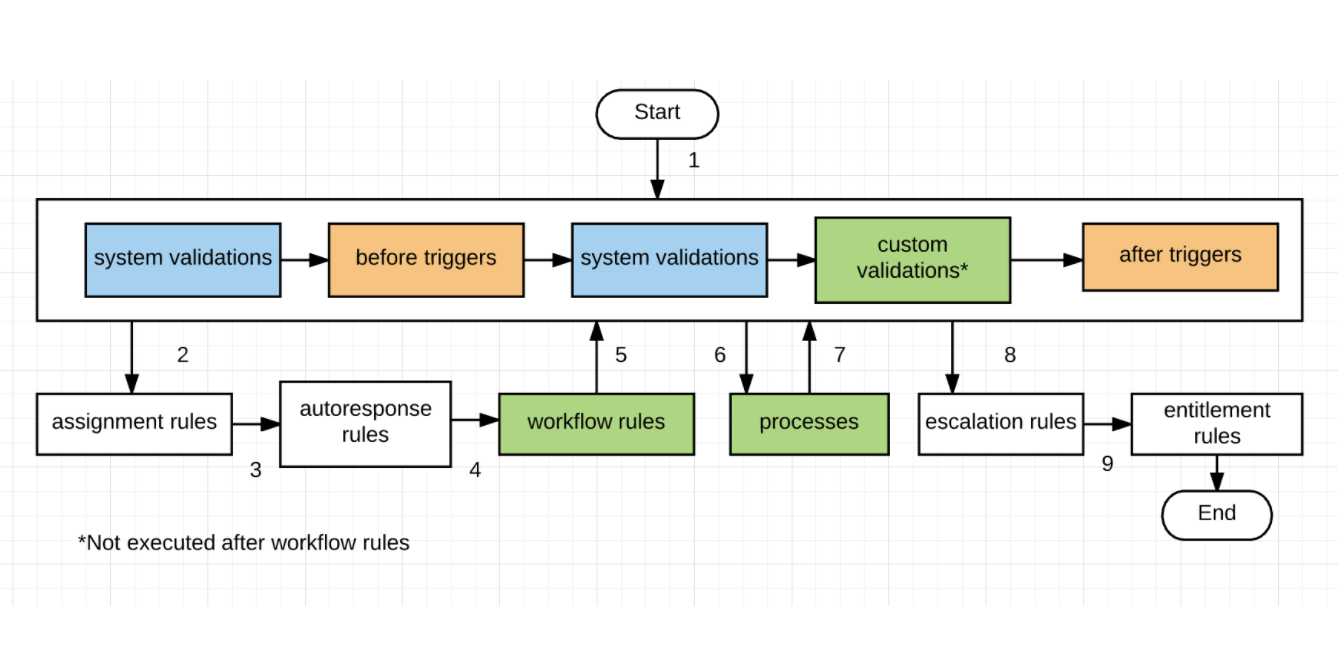 Start
1
system validations
before triggers
system validations
custom
validations*
after triggers
2
5
6
7
8
assignment rules
autoresponse
rules
workflow rules
processes
escalation rules
entitlement
rules
3
4
9
End
*Not executed after workflow rules